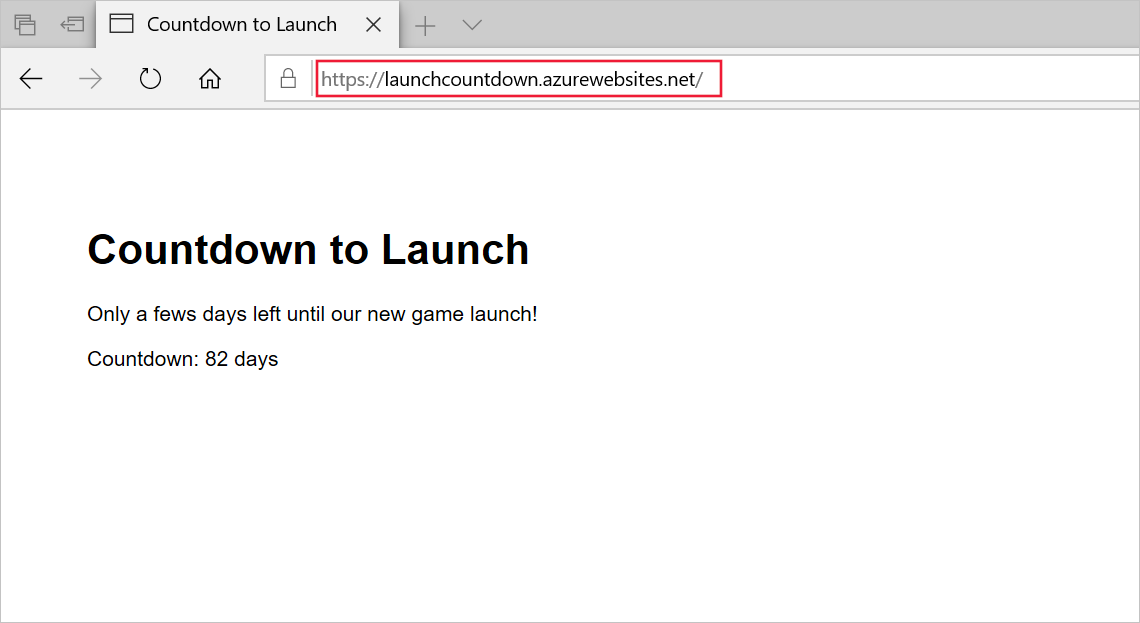 Countdown to Launch
https://launchcountdown.azurewebsites.net/
Countdown to Launch
Only a fews days left until our new game launch!
Countdown: 82 days